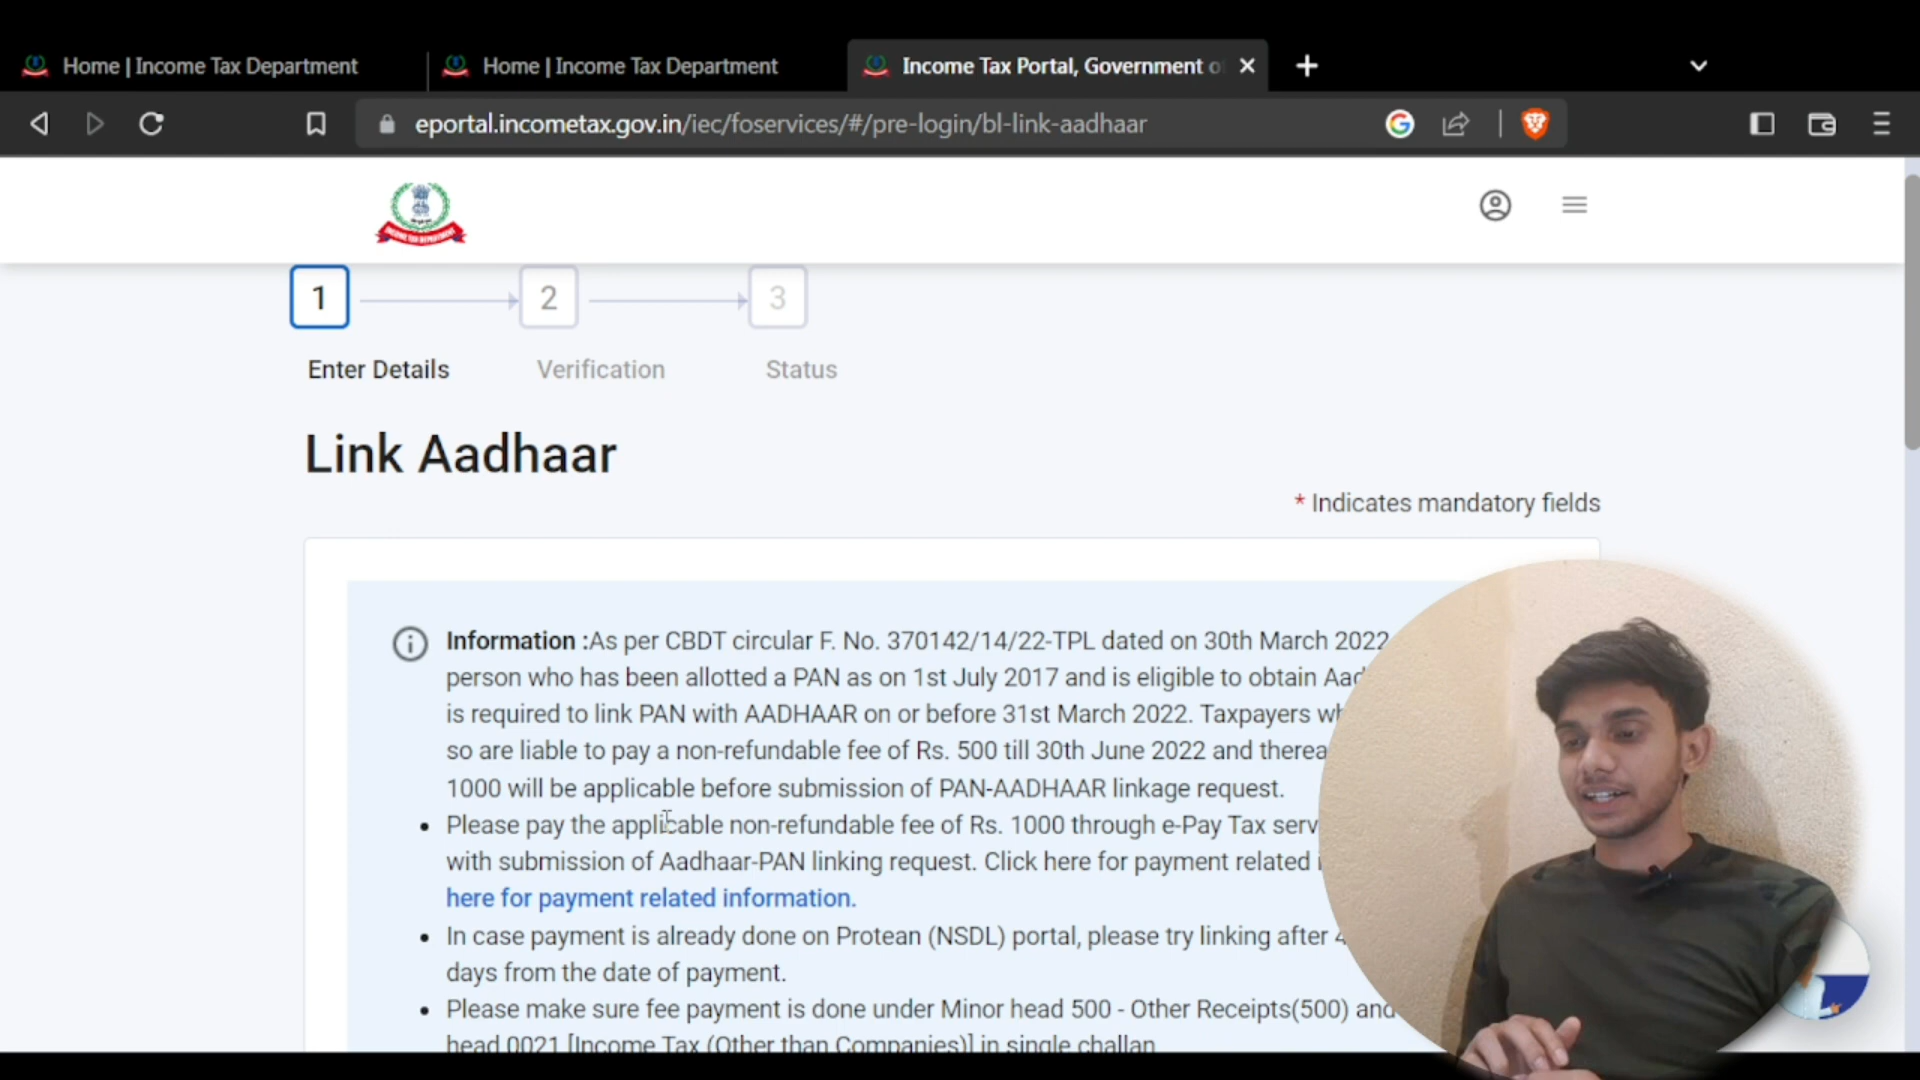 Home | Income Tax Department
Home | Income Tax Department
Income Tax Portal, Government
eportal.incometax.gov.in/iec/foservices/#/pre-login/bl-link-aadhaar
INCOME TAX DEPARTMENT
1
2
3
Enter Details
Verification
Status
Link Aadhaar
* Indicates mandatory fields
Information :As per CBDT circular F. No. 370142/14/22-TPL dated on 30th March 2022
person who has been allotted a PAN as on 1st July 2017 and is eligible to obtain
is required to link PAN with AADHAAR on or before 31st March 2022. Taxpayers
so are liable to pay a non-refundable fee of Rs. 500 till 30th June 2022 and
1000 will be applicable before submission of PAN-AADHAAR linkage request.
• Please pay the applicable non-refundable fee of Rs. 1000 through e-Pay Tax
with submission of Aadhaar-PAN linking request. Click here for payment related
here for payment related information.
• In case payment is already done on Protean (NSDL) portal, please try linking after
days from the date of payment.
• Please make sure fee payment is done under Minor head 500 - Other Receipts(500) and
head 0021 [Income Tax (Other than Companies)] in single challan